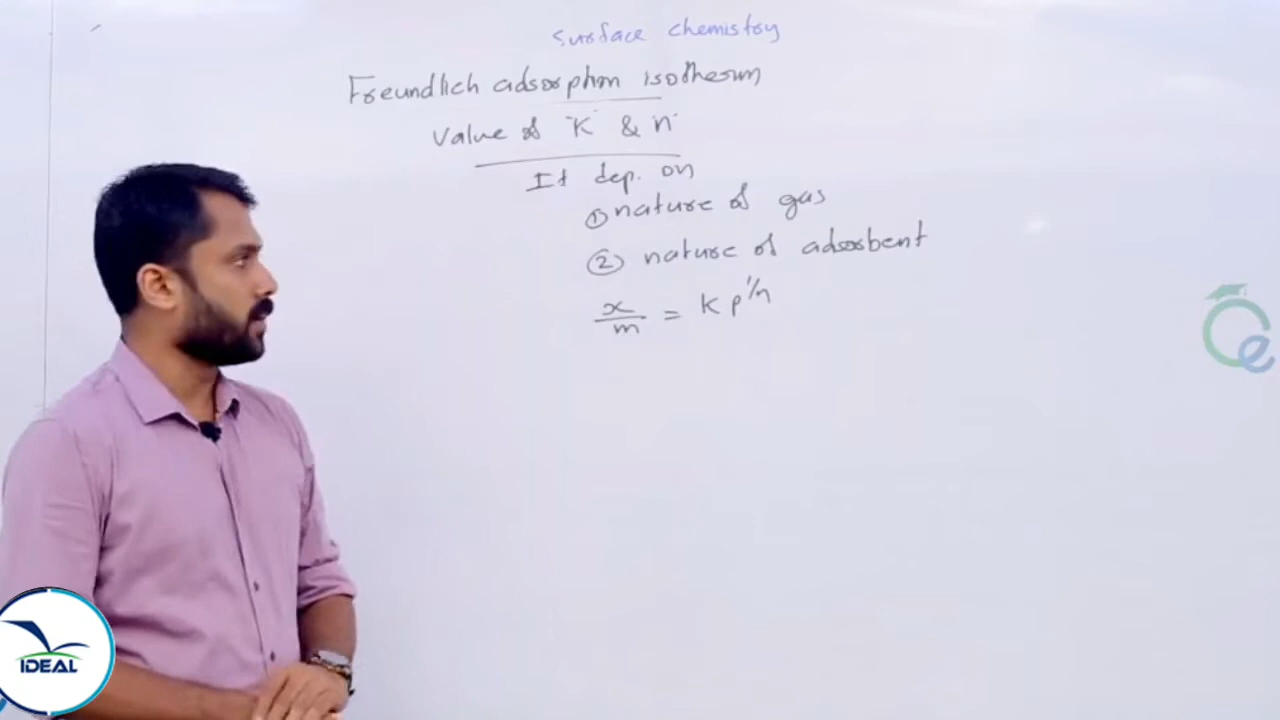 Surface chemistry
Freundlich adsorption isotherm
Value of "K" & "n"
It dep. on
① nature of gas
② nature of adsorbent
x/m = K p^1/n
IDEAL
e